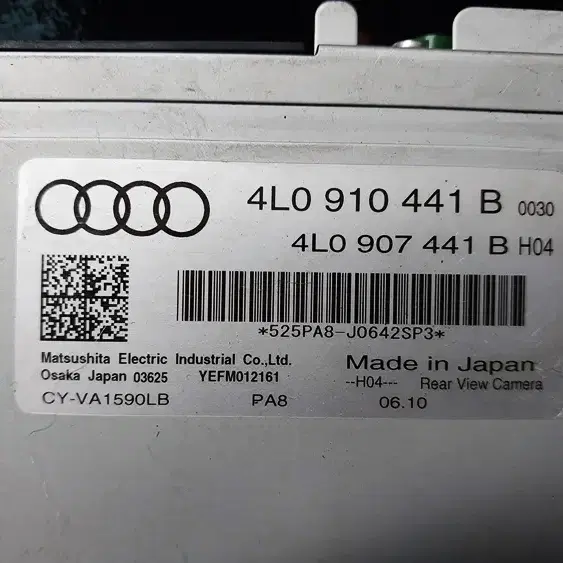 4L0 910 441 B 0030
4L0 907 441 B H04
*525PA8-J0642SP3*
Matsushita Electric Industrial Co.,Ltd.
Osaka Japan 03625 YEFM012161
CY-VA1590LB PA8
Made in Japan
--H04--- Rear View Camera
06.10